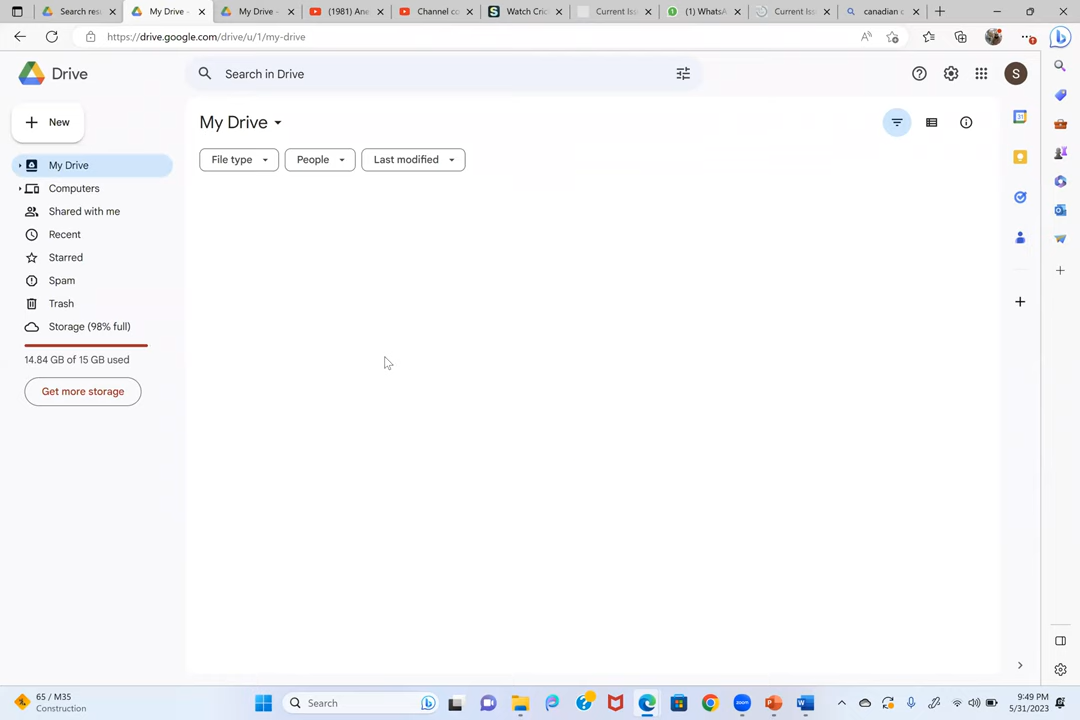 Search resu
My Drive -
My Drive -
(1981) Ane
Channel co
S
Watch Cric
Current Iss
(1) WhatsA
Current Iss
canadian c
https://drive.google.com/drive/u/1/my-drive
Drive
Search in Drive
S
New
My Drive
File type
People
Last modified
My Drive
Computers
Shared with me
Recent
Starred
Spam
Trash
Storage (98% full)
14.84 GB of 15 GB used
Get more storage
31
65 / M35
Construction
Search
zoom
9:49 PM
5/31/2023